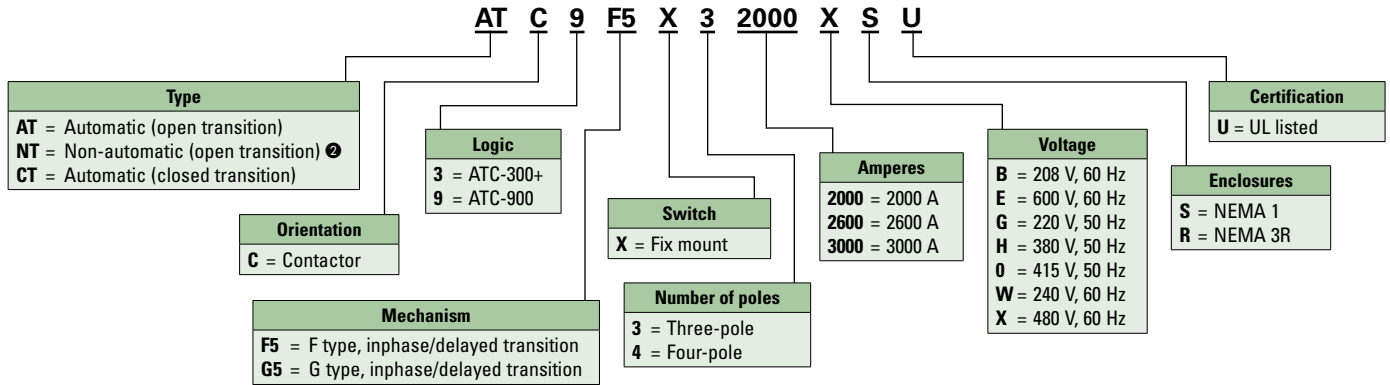 AT C 9 F5 X 3 2000 X S U
Type
AT = Automatic (open transition)
NT = Non-automatic (open transition) ❷
CT = Automatic (closed transition)
Orientation
C = Contactor
Logic
3 = ATC-300+
9 = ATC-900
Mechanism
F5 = F type, inphase/delayed transition
G5 = G type, inphase/delayed transition
Switch
X = Fix mount
Number of poles
3 = Three-pole
4 = Four-pole
Amperes
2000 = 2000 A
2600 = 2600 A
3000 = 3000 A
Voltage
B = 208 V, 60 Hz
E = 600 V, 60 Hz
G = 220 V, 50 Hz
H = 380 V, 50 Hz
0 = 415 V, 50 Hz
W = 240 V, 60 Hz
X = 480 V, 60 Hz
Enclosures
S = NEMA 1
R = NEMA 3R
Certification
U = UL listed